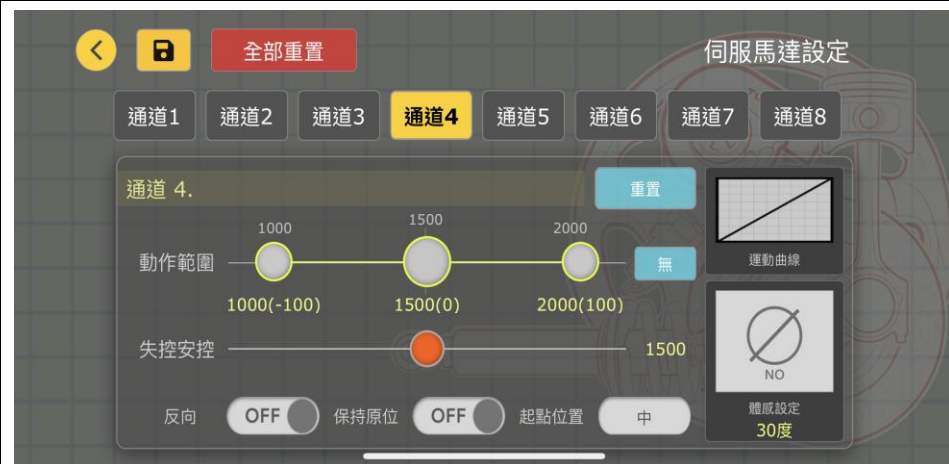 全部重置
伺服馬達設定
通道1 通道2 通道3 通道4 通道5 通道6 通道7 通道8
通道 4.
重置
1000 1500 2000
動作範圍
無
1000(-100) 1500(0) 2000(100)
失控安控 1500
反向 OFF 保持原位 OFF 起點位置 中
運動曲線
NO
體感設定
30度